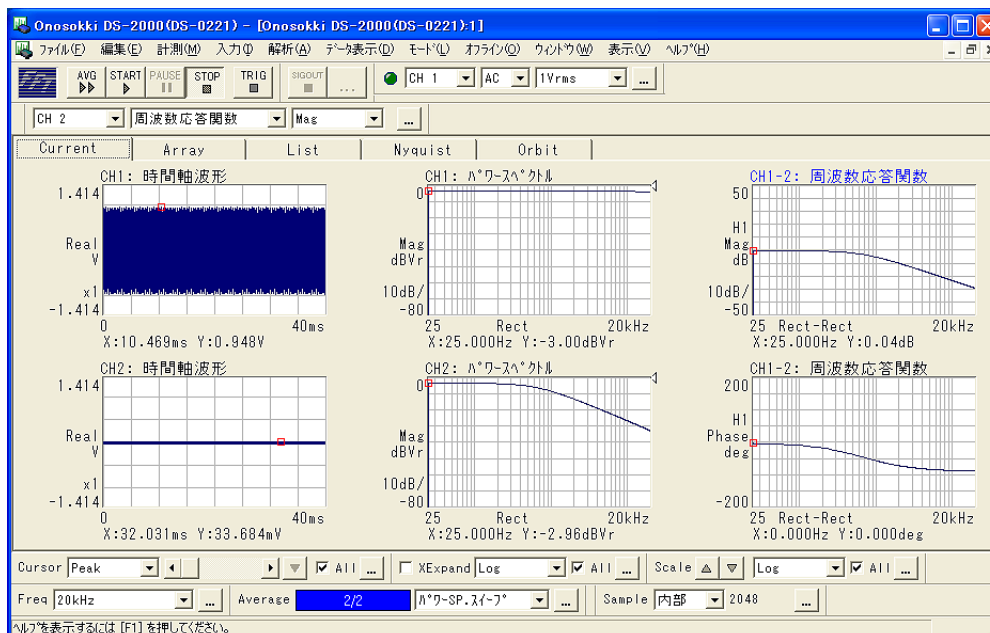 Onosokki DS-2000(DS-0221) - [Onosokki DS-2000(DS-0221):1]
ファイル(F) 編集(E) 計測(M) 入力(I) 解析(A) データ表示(D) モード(L) オフライン(O) ウィンドウ(W) 表示(V) ヘルプ(H)
AVG START PAUSE STOP TRIG SIGOUT ... CH 1 AC 1Vrms ...
CH 2 周波数応答関数 Mag ...
Current Array List Nyquist Orbit
CH1: 時間軸波形
1.414
Real
V
x1
-1.414
0 40ms
X:10.469ms Y:0.948V
CH1: パワースペクトル
0
Mag
dBVr
10dB/
-80
25 Rect 20kHz
X:25.000Hz Y:-3.00dBVr
CH1-2: 周波数応答関数
50
H1
Mag
dB
10dB/
-50
25 Rect-Rect 20kHz
X:25.000Hz Y:0.04dB
CH2: 時間軸波形
1.414
Real
V
x1
-1.414
0 40ms
X:32.031ms Y:33.684mV
CH2: パワースペクトル
0
Mag
dBVr
10dB/
-80
25 Rect 20kHz
X:25.000Hz Y:-2.96dBVr
CH1-2: 周波数応答関数
200
H1
Phase
deg
-200
25 Rect-Rect 20kHz
X:0.000Hz Y:0.000deg
Cursor Peak All ... XExpand Log All ... Scale Log All ...
Freq 20kHz ... Average 2/2 パワーSP.スイープ ... Sample 内部 2048 ...
ヘルプを表示するには [F1] を押してください。